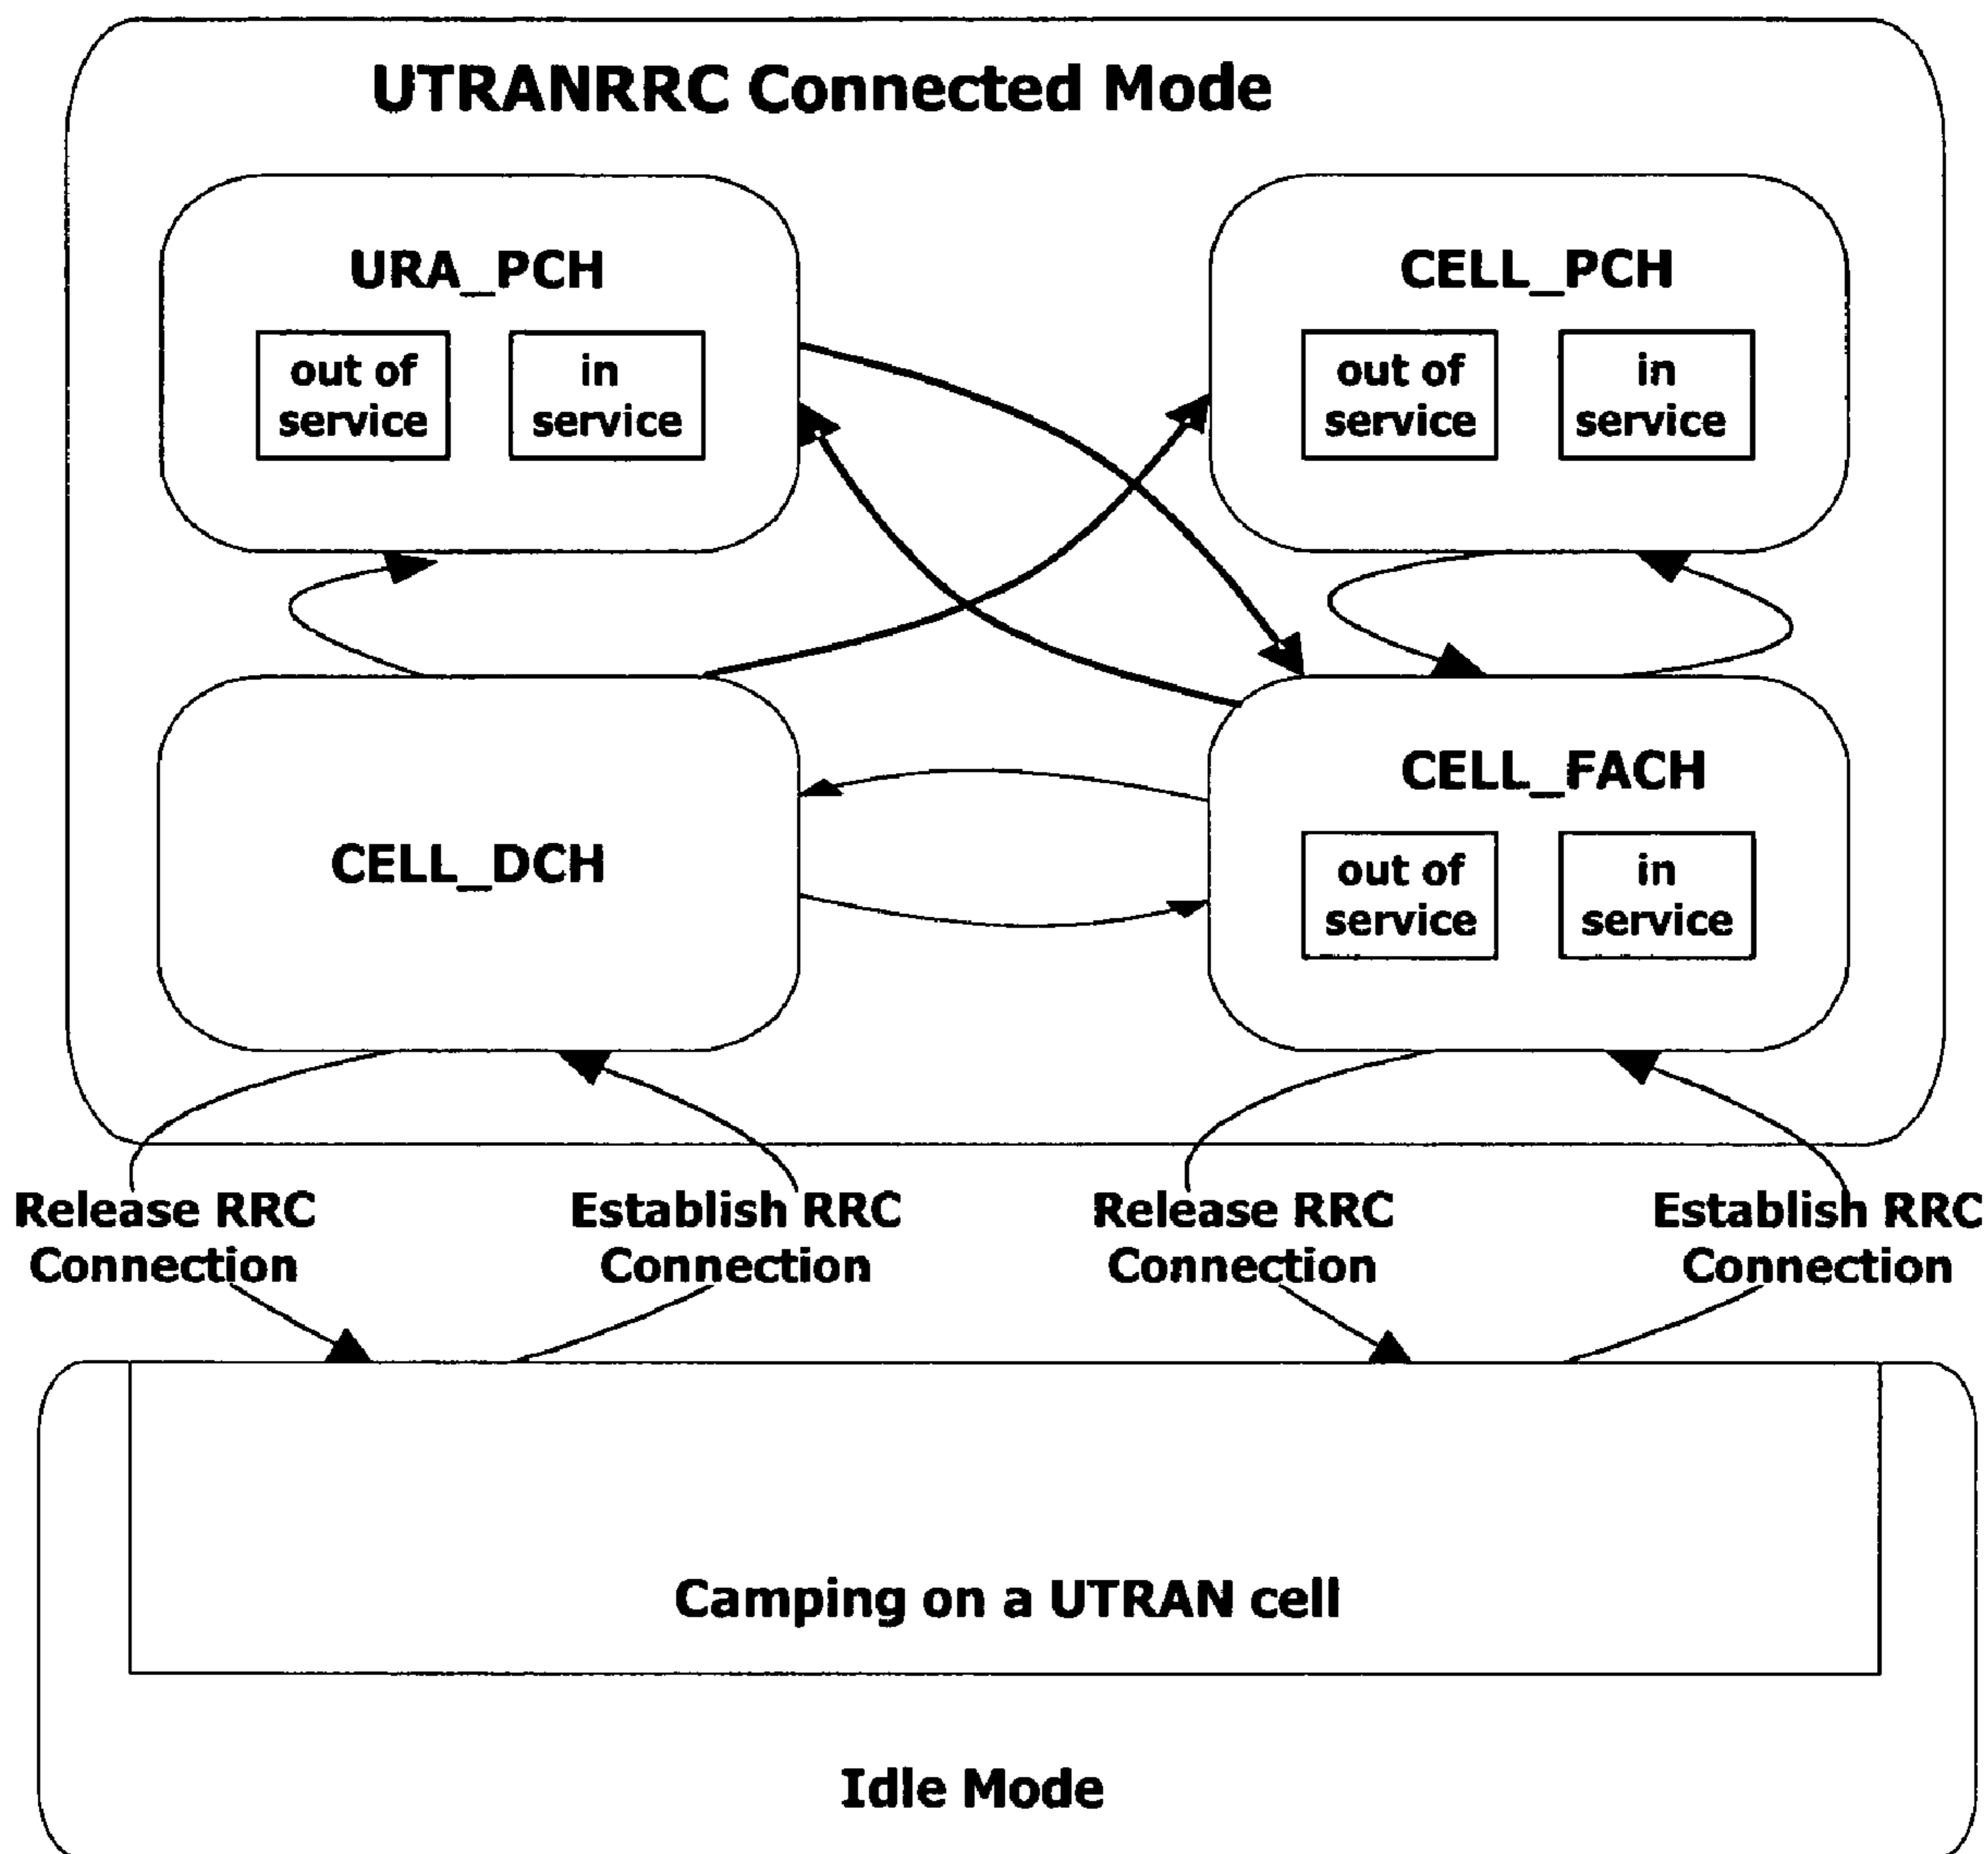 UTRANRRC Connected Mode
URA_PCH
out of
service
in
service
CELL_PCH
out of
service
in
service
CELL_DCH
CELL_FACH
out of
service
in
service
Release RRC
Connection
Establish RRC
Connection
Release RRC
Connection
Establish RRC
Connection
Camping on a UTRAN cell
Idle Mode